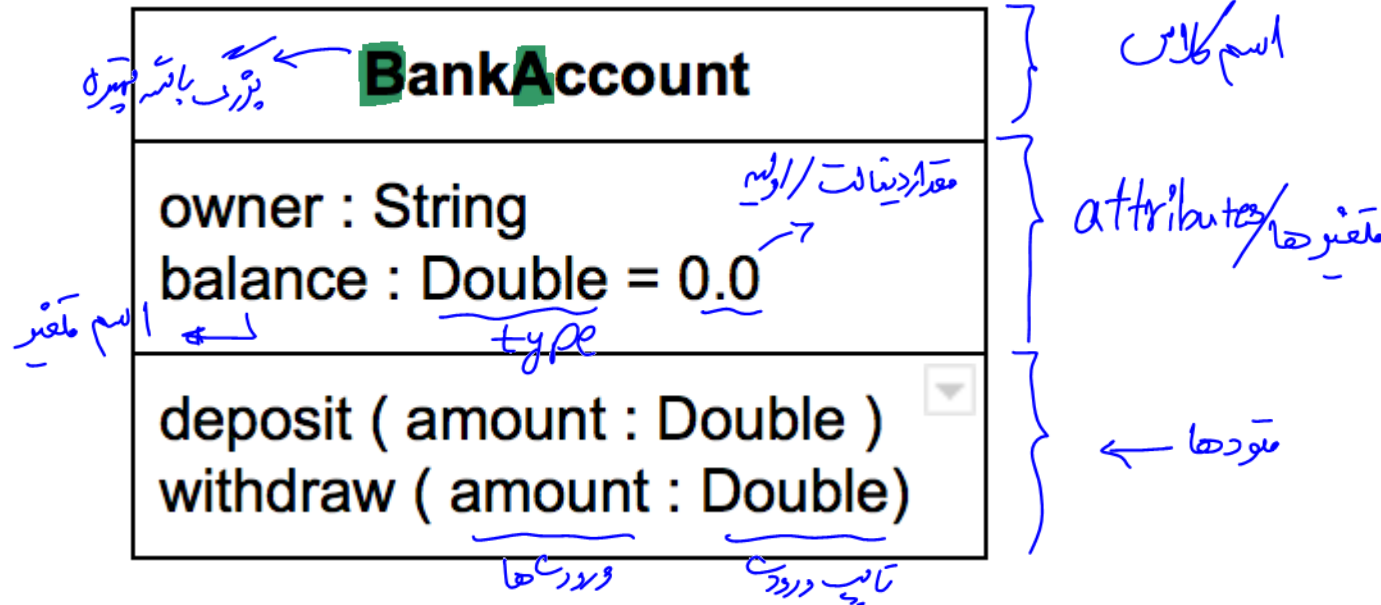 BankAccount
بزرگ باشه بهتره
اسم کلاس
owner : String
balance : Double = 0.0
مقدار دیفالت / اولیه
attributes/متغیرها
اسم متغیر
type
deposit ( amount : Double )
withdraw ( amount : Double)
متودها
ورودی ها
تایپ ورودی